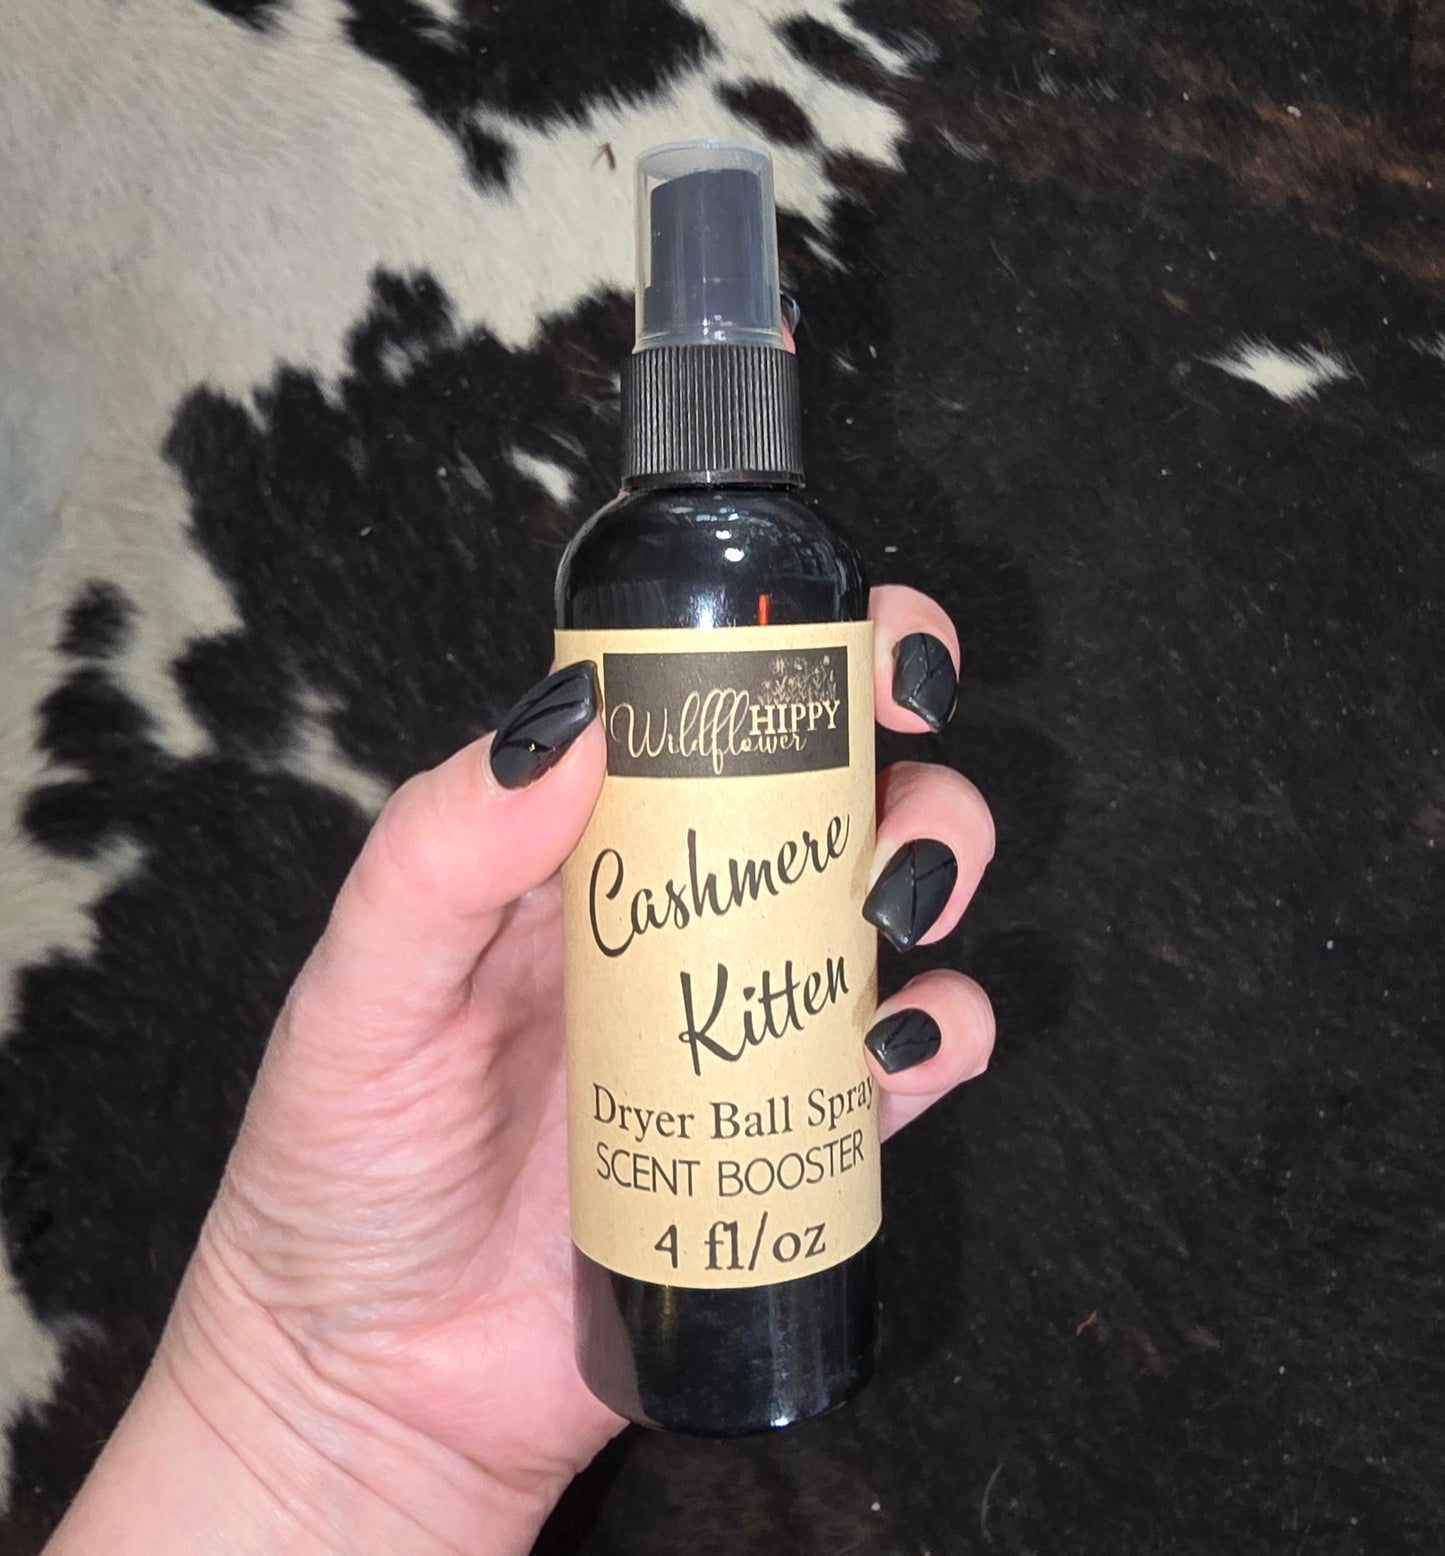 Wildflower HIPPY
Cashmere
Kitten
Dryer Ball Spray
SCENT BOOSTER
4 fl/oz